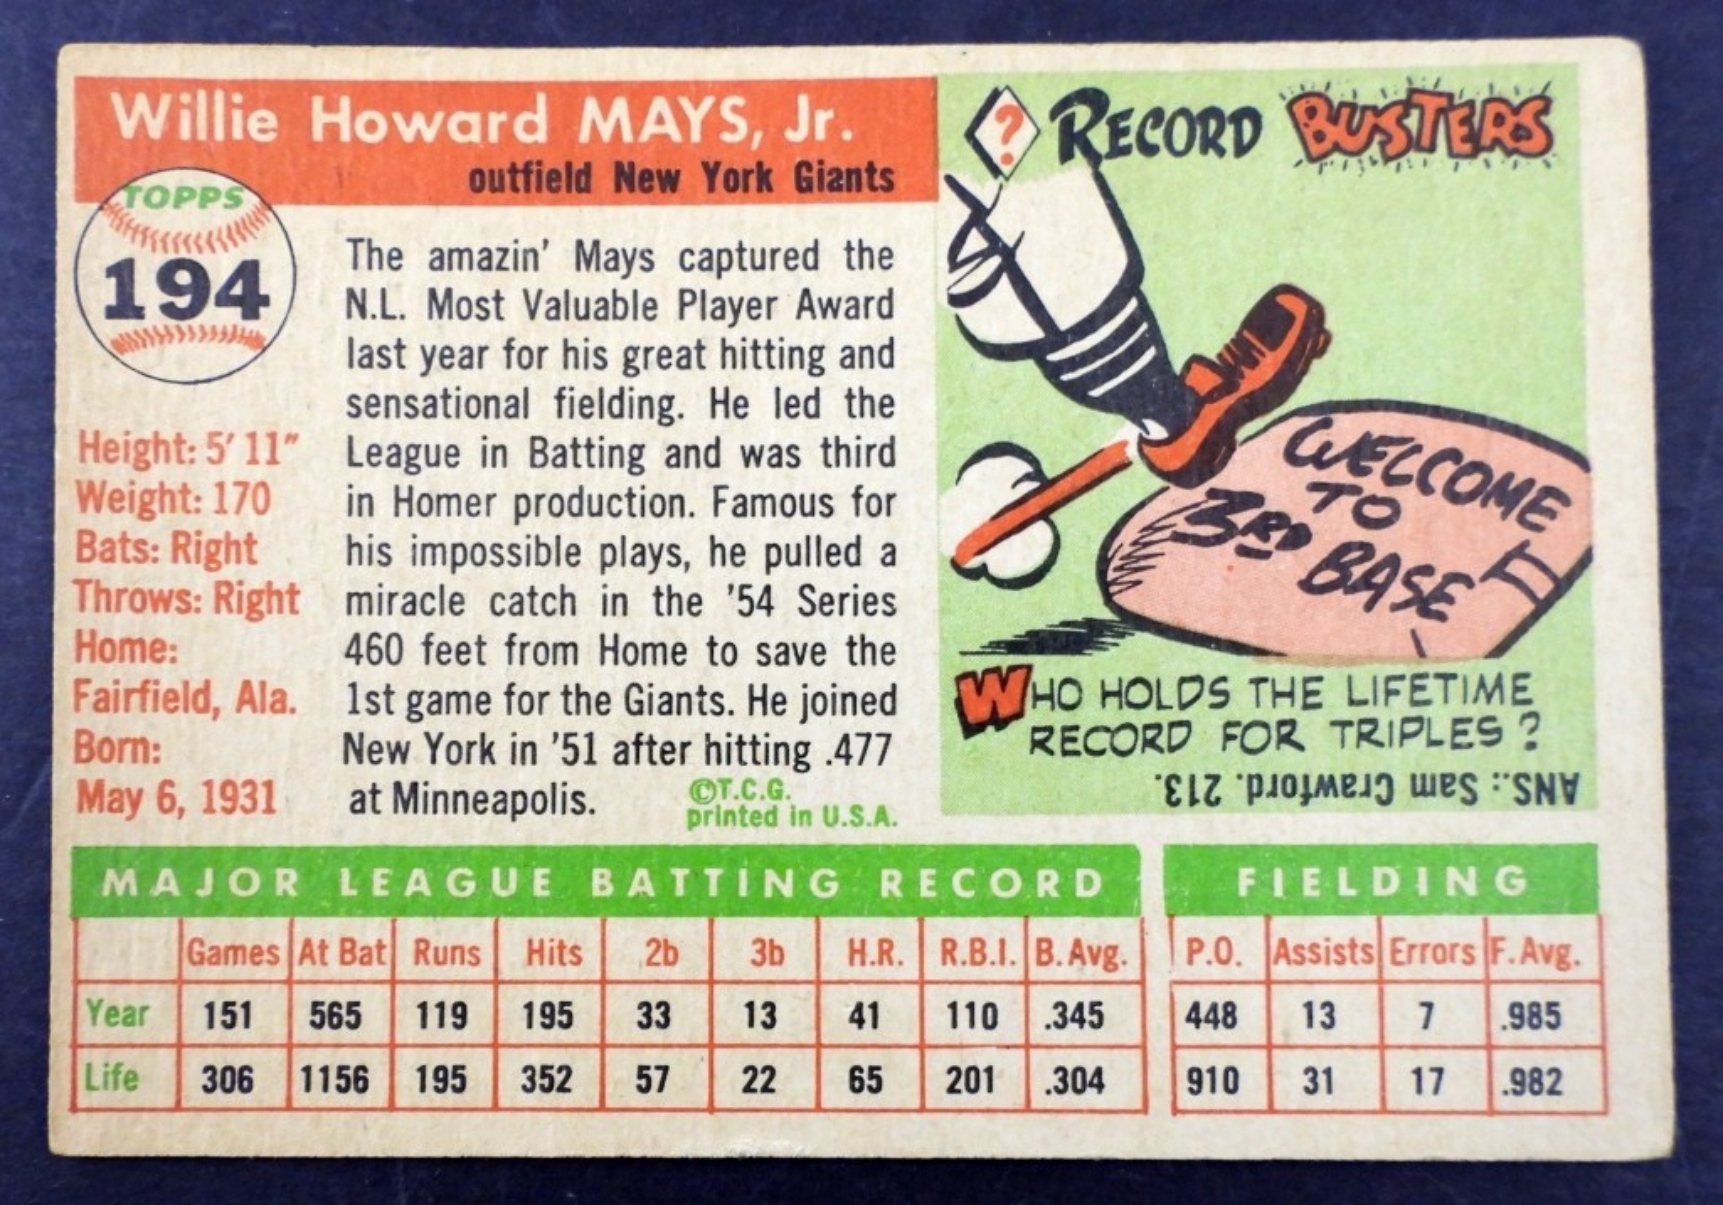 Willie Howard MAYS, Jr.
outfield New York Giants
TOPPS
194
Height: 5′ 11″
Weight: 170
Bats: Right
Throws: Right
Home:
Fairfield, Ala.
Born:
May 6, 1931
The amazin’ Mays captured the
N.L. Most Valuable Player Award
last year for his great hitting and
sensational fielding. He led the
League in Batting and was third
in Homer production. Famous for
his impossible plays, he pulled a
miracle catch in the ’54 Series
460 feet from Home to save the
1st game for the Giants. He joined
New York in ’51 after hitting .477
at Minneapolis.
©T.C.G.
printed in U.S.A.
? RECORD BUSTERS
WELCOME
TO
3RD BASE
WHO HOLDS THE LIFETIME
RECORD FOR TRIPLES?
ANS.: Sam Crawford. 213.
MAJOR LEAGUE BATTING RECORD
Games At Bat Runs Hits 2b 3b H.R. R.B.I. B. Avg.
Year 151 565 119 195 33 13 41 110 .345
Life 306 1156 195 352 57 22 65 201 .304
FIELDING
P.O. Assists Errors F. Avg.
448 13 7 .985
910 31 17 .982